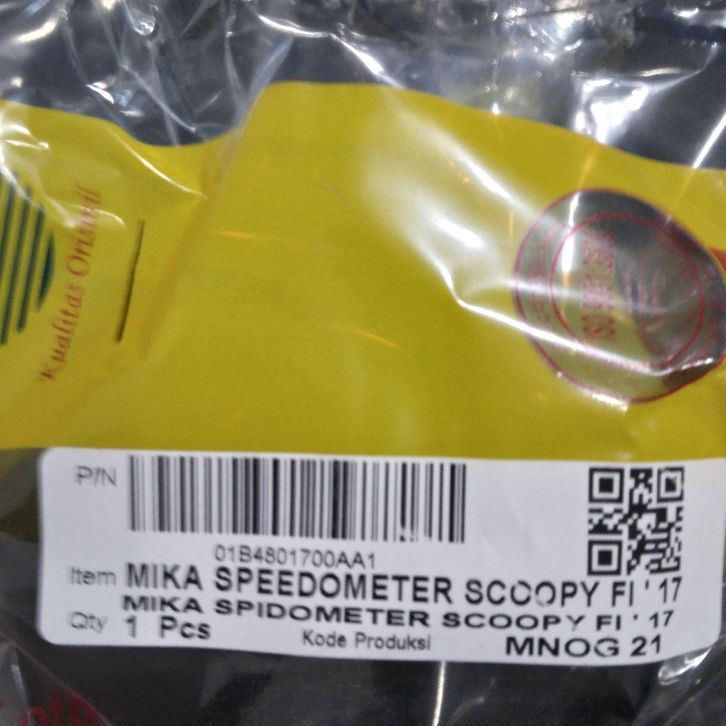 Kualitas Orisinil
P/N
01B4801700AA1
Item MIKA SPEEDOMETER SCOOPY FI ' 17
MIKA SPIDOMETER SCOOPY FI ' 17
Qty 1 Pcs
Kode Produksi MNOG 21